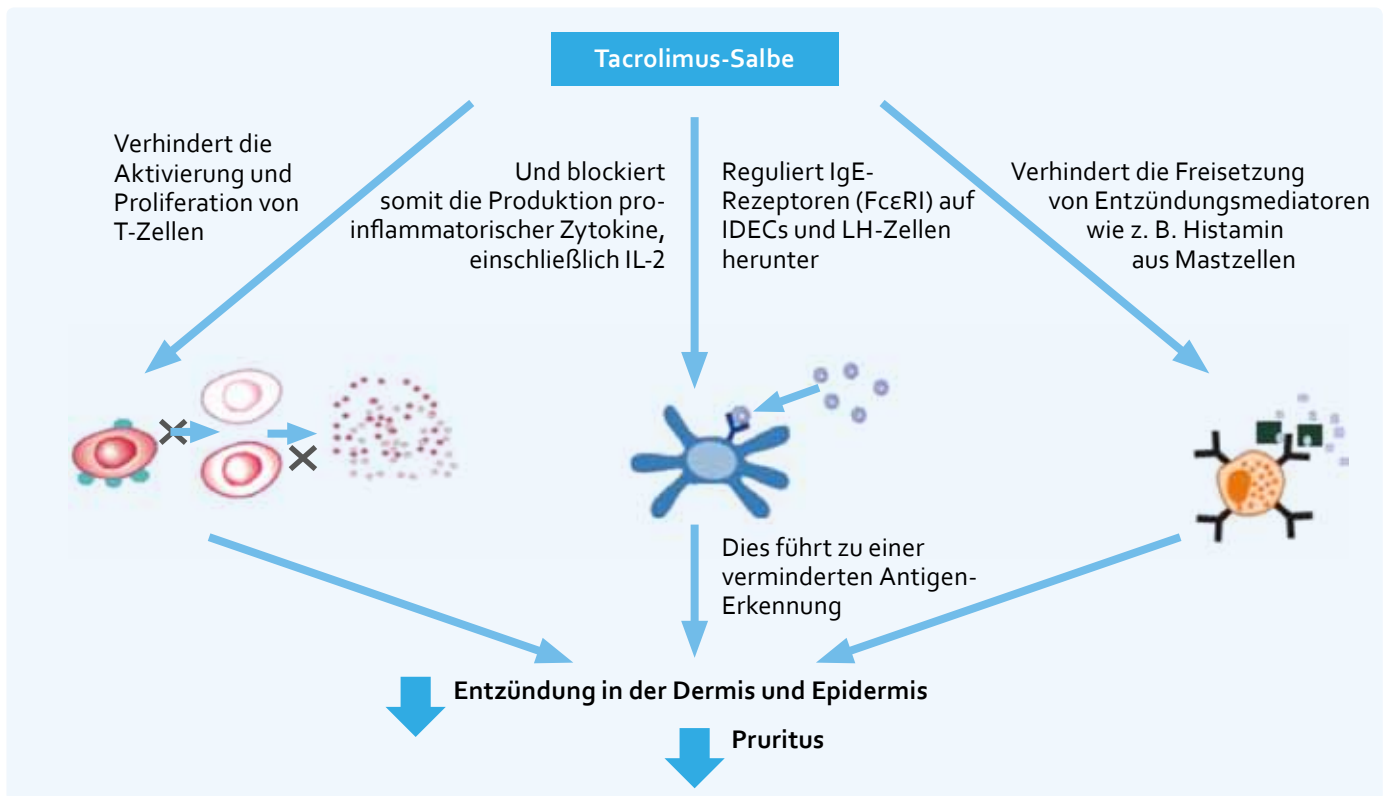 Tacrolimus-Salbe
Verhindert die
Aktivierung und
Proliferation von
T-Zellen
Und blockiert
somit die Produktion pro-
inflammatorischer Zytokine,
einschließlich IL-2
Reguliert IgE-
Rezeptoren (FcεRI) auf
IDECs und LH-Zellen
herunter
Verhindert die Freisetzung
von Entzündungsmediatoren
wie z. B. Histamin
aus Mastzellen
Dies führt zu einer
verminderten Antigen-
Erkennung
Entzündung in der Dermis und Epidermis
Pruritus